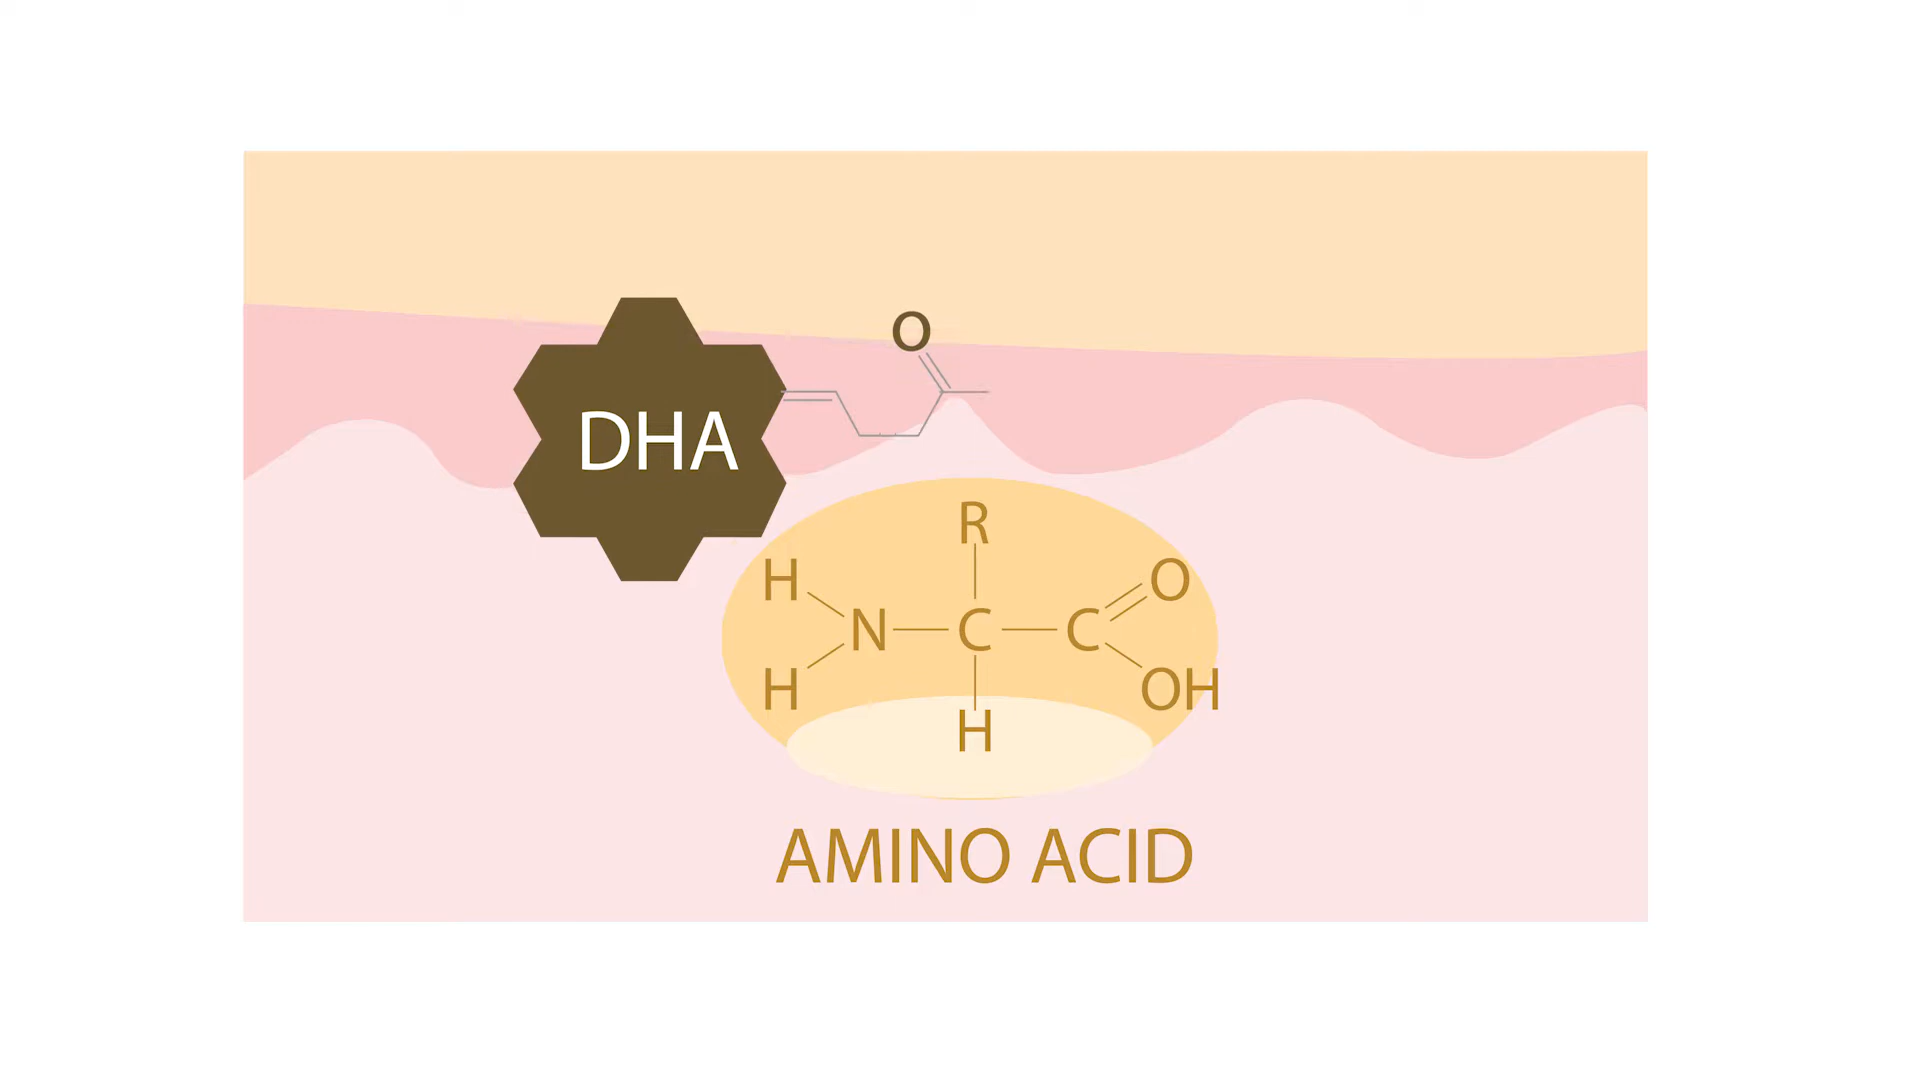 O
DHA
R
H O
N C C
H OH
H
AMINO ACID